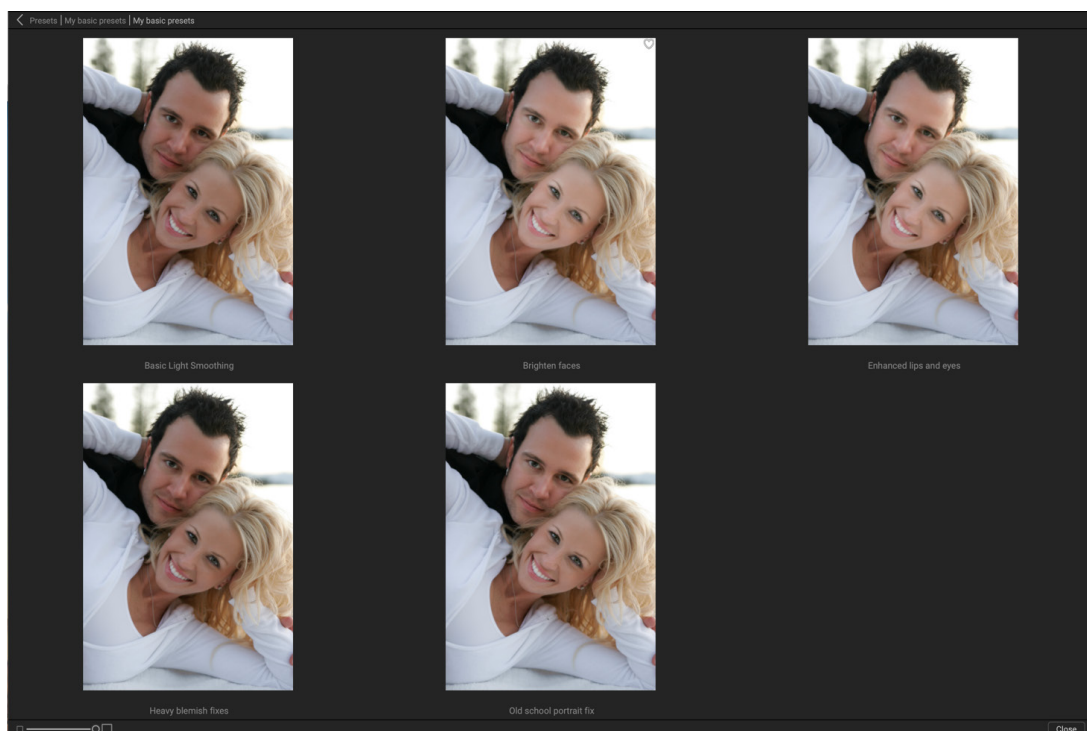 Presets | My basic presets | My basic presets
Basic Light Smoothing
Brighten faces
Enhanced lips and eyes
Heavy blemish fixes
Old school portrait fix
Close